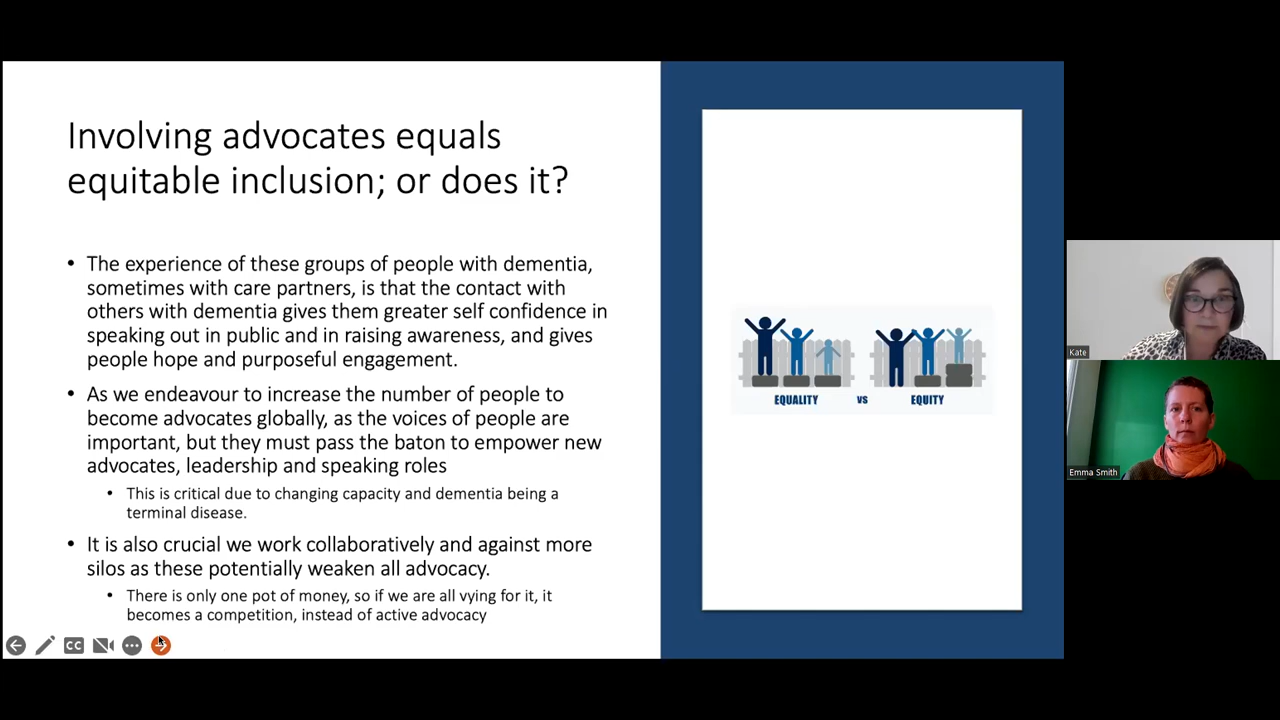 Involving advocates equals
equitable inclusion; or does it?
• The experience of these groups of people with dementia,
sometimes with care partners, is that the contact with
others with dementia gives them greater self confidence in
speaking out in public and in raising awareness, and gives
people hope and purposeful engagement.
• As we endeavour to increase the number of people to
become advocates globally, as the voices of people are
important, but they must pass the baton to empower new
advocates, leadership and speaking roles
• This is critical due to changing capacity and dementia being a
terminal disease.
• It is also crucial we work collaboratively and against more
silos as these potentially weaken all advocacy.
• There is only one pot of money, so if we are all vying for it, it
becomes a competition, instead of active advocacy
CC
EQUALITY vs EQUITY
Kate
Emma Smith